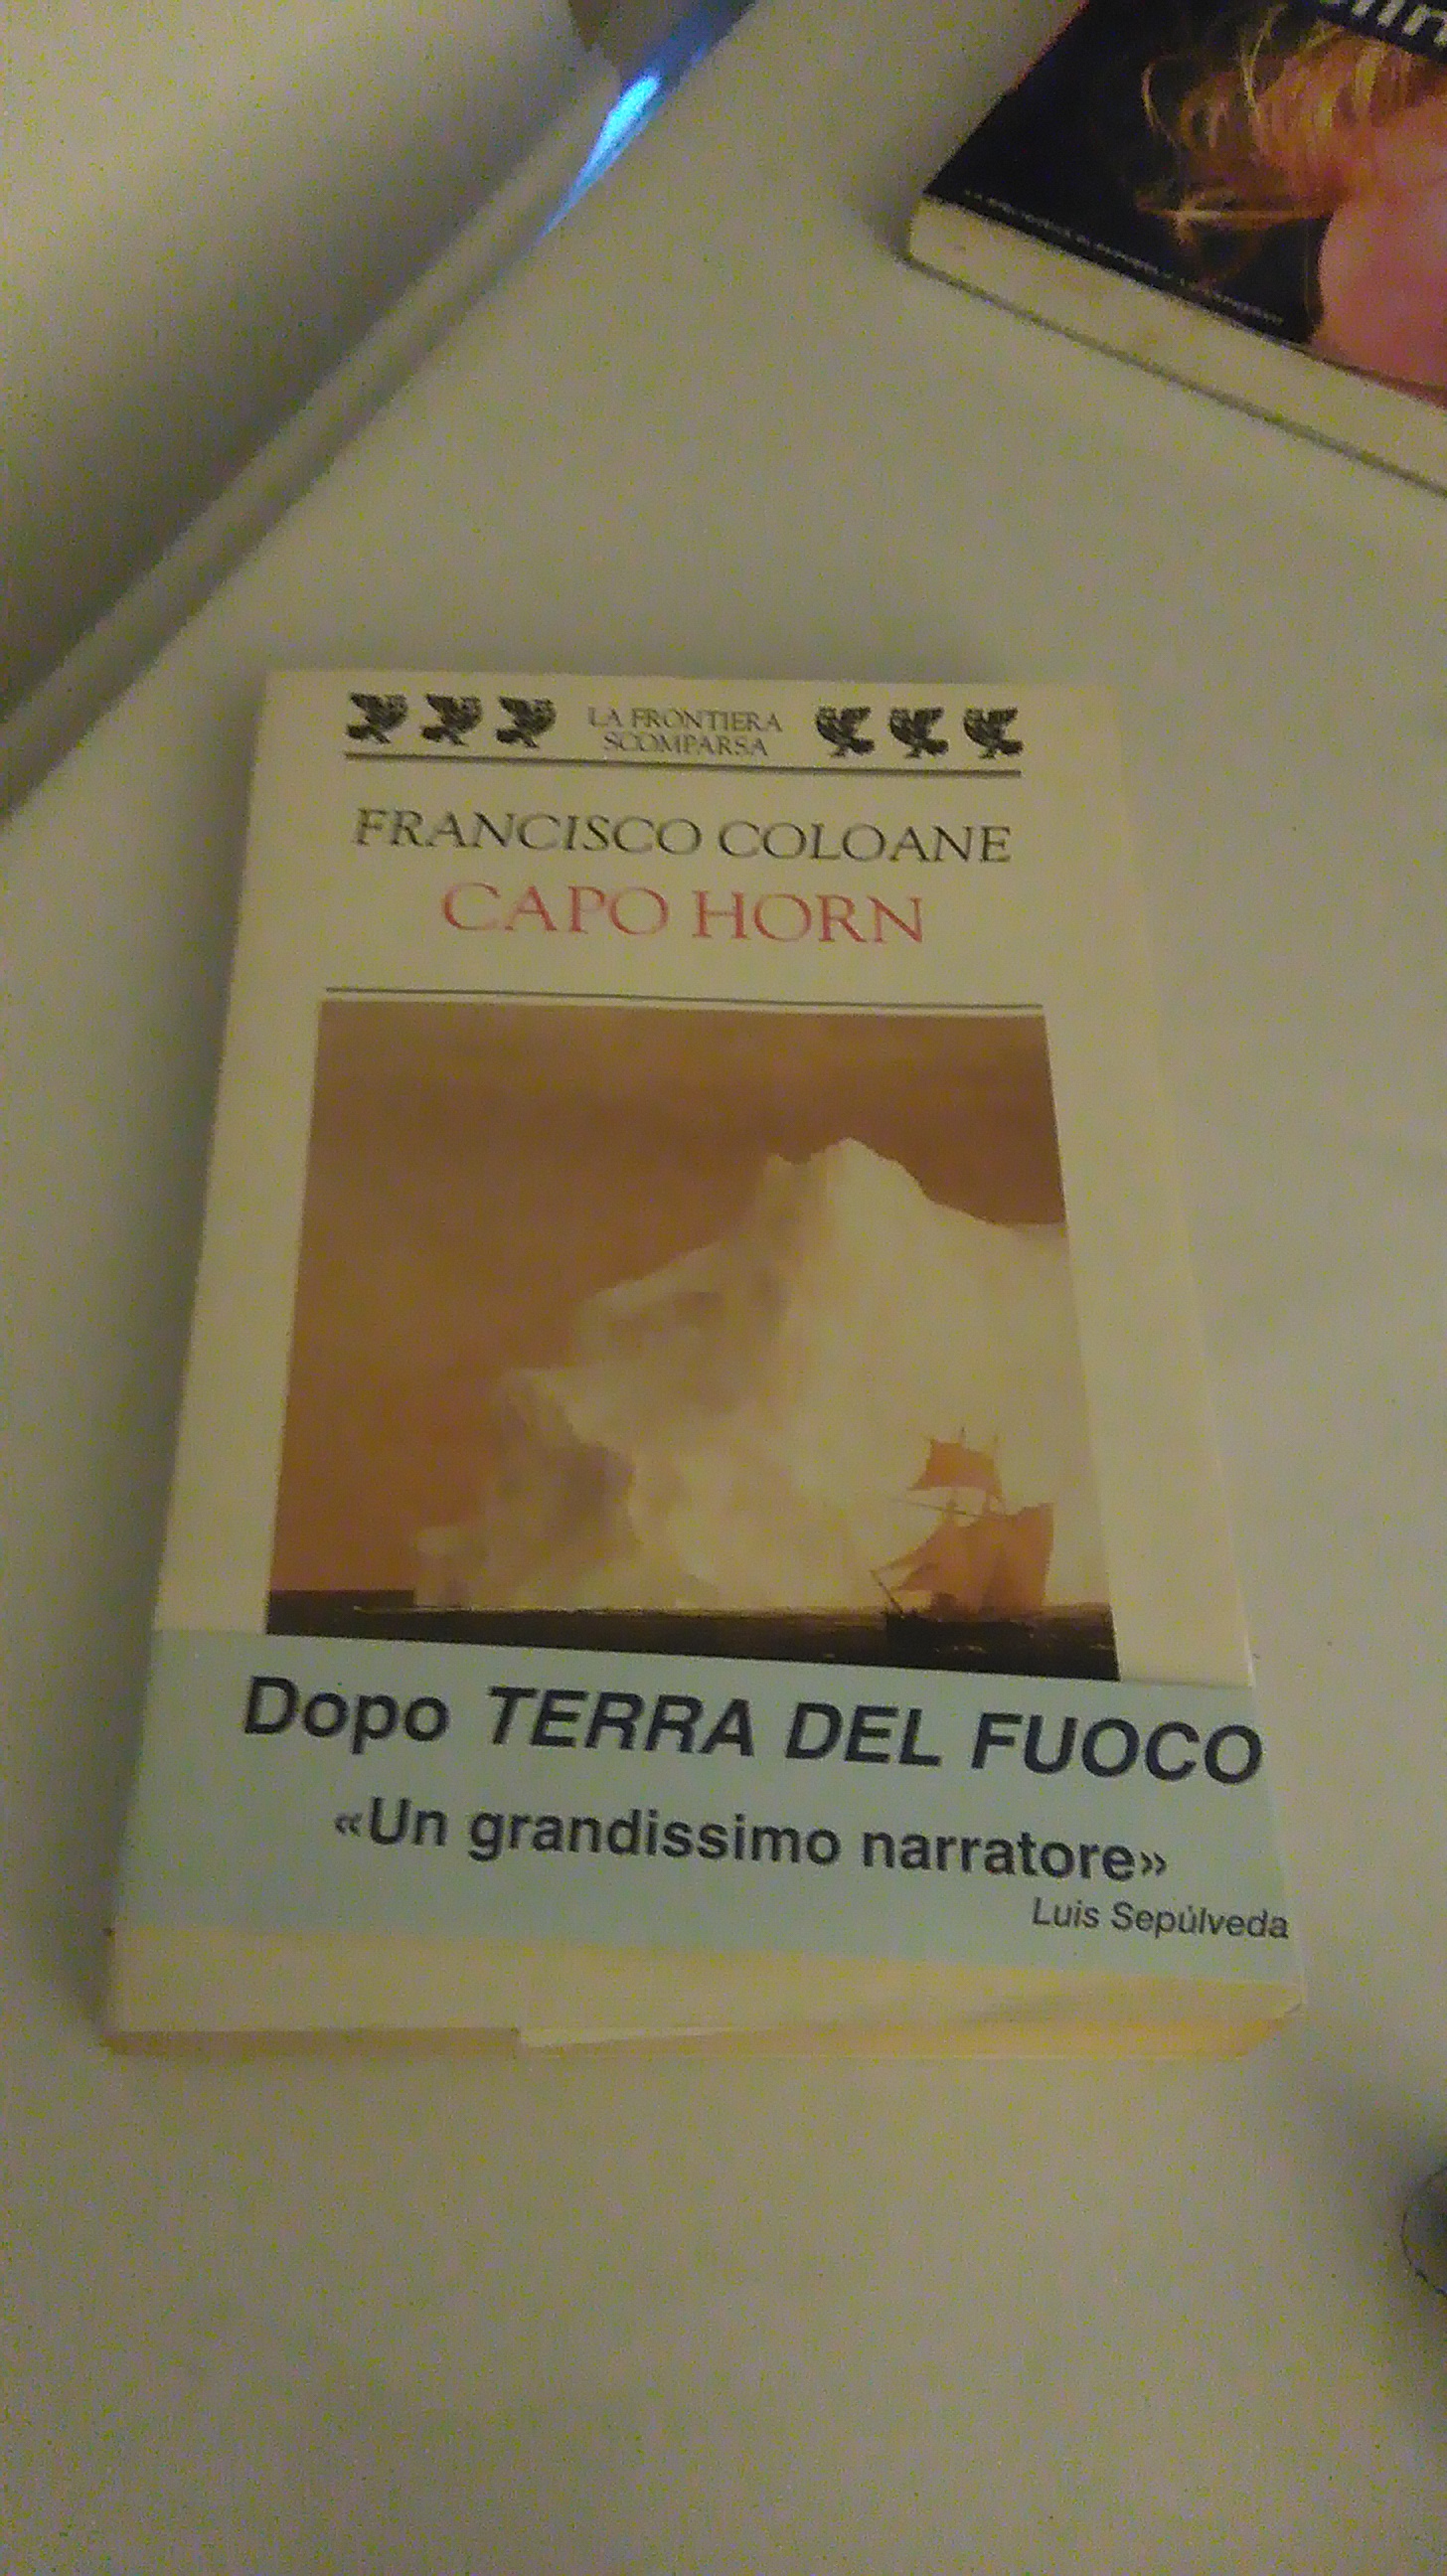 LA FRONTIERA
SCOMPARSA
FRANCISCO COLOANE
CAPO HORN
Dopo TERRA DEL FUOCO
«Un grandissimo narratore»
Luis Sepúlveda